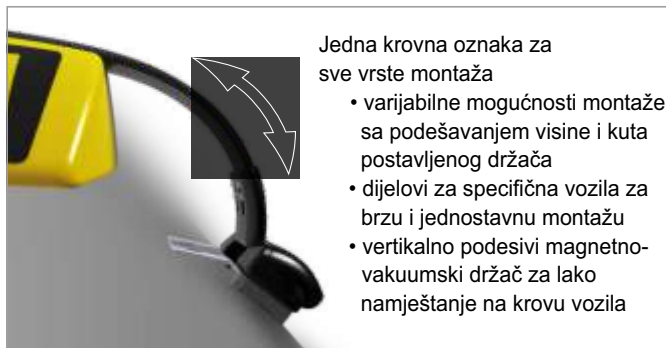 Jedna krovna oznaka za
sve vrste montaža
• varijabilne mogućnosti montaže
sa podešavanjem visine i kuta
postavljenog držača
• dijelovi za specifična vozila za
brzu i jednostavnu montažu
• vertikalno podesivi magnetno-
vakuumski držač za lako
namještanje na krovu vozila